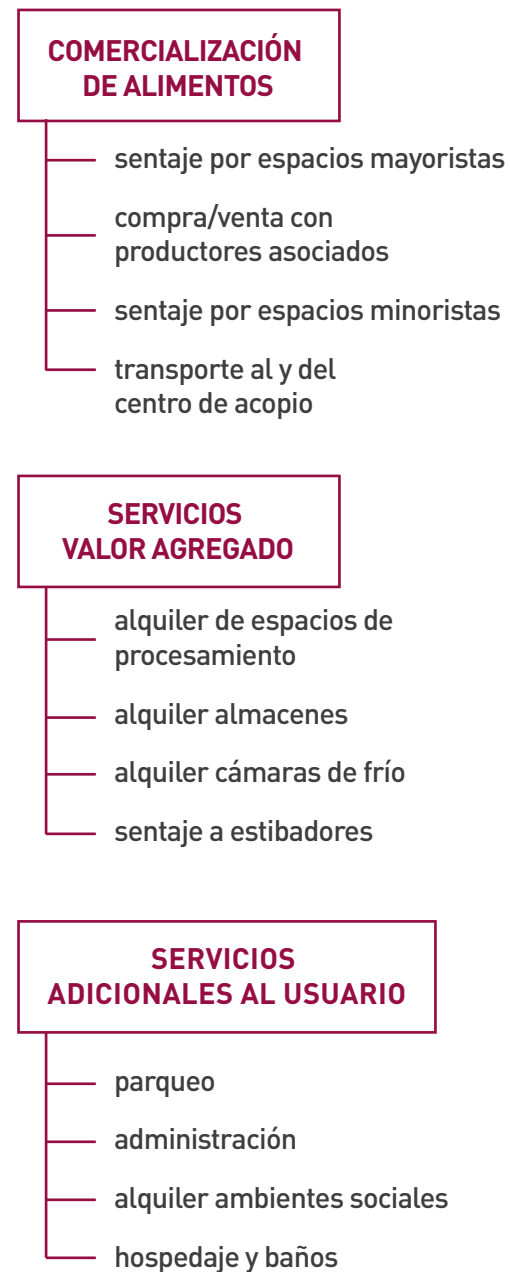 COMERCIALIZACIÓN
DE ALIMENTOS
sentaje por espacios mayoristas
compra/venta con
productores asociados
sentaje por espacios minoristas
transporte al y del
centro de acopio
SERVICIOS
VALOR AGREGADO
alquiler de espacios de
procesamiento
alquiler almacenes
alquiler cámaras de frío
sentaje a estibadores
SERVICIOS
ADICIONALES AL USUARIO
parqueo
administración
alquiler ambientes sociales
hospedaje y baños